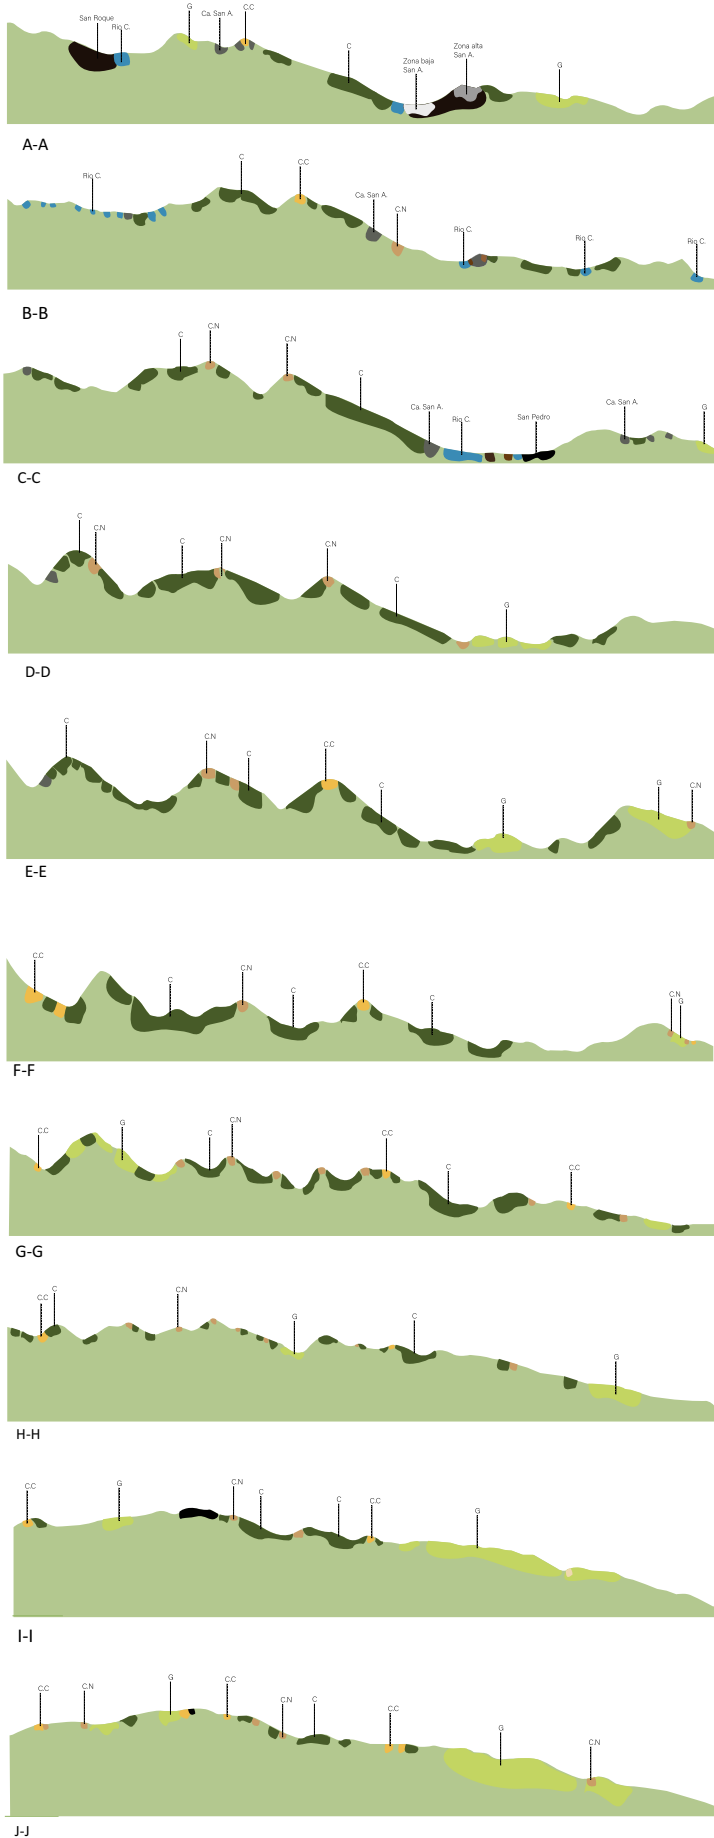 San Roque
Rio C.
G
Ca. San A.
C.C
C
Zona baja
San A.
Zona alta
San A.
G
A-A
Rio C.
C
C.C
Ca. San A.
C.N
Rio C.
Rio C.
Rio C.
B-B
C
C.N
C.N
C
Ca. San A.
Rio C.
San Pedro
Ca. San A.
G
C-C
C
C.N
C
C.N
C.N
C
G
D-D
C
C.N
C
C.C
C
G
G
C.N
E-E
C.C
C
C.N
C
C.C
C
C.N
G
F-F
C.C
G
C
C.N
C.C
C
C.C
G-G
C.C
C
C.N
G
C
G
H-H
C.C
G
C.N
C
C
C.C
G
I-I
C.C
C.N
G
C.C
C.N
C
C.C
G
C.N
J-J